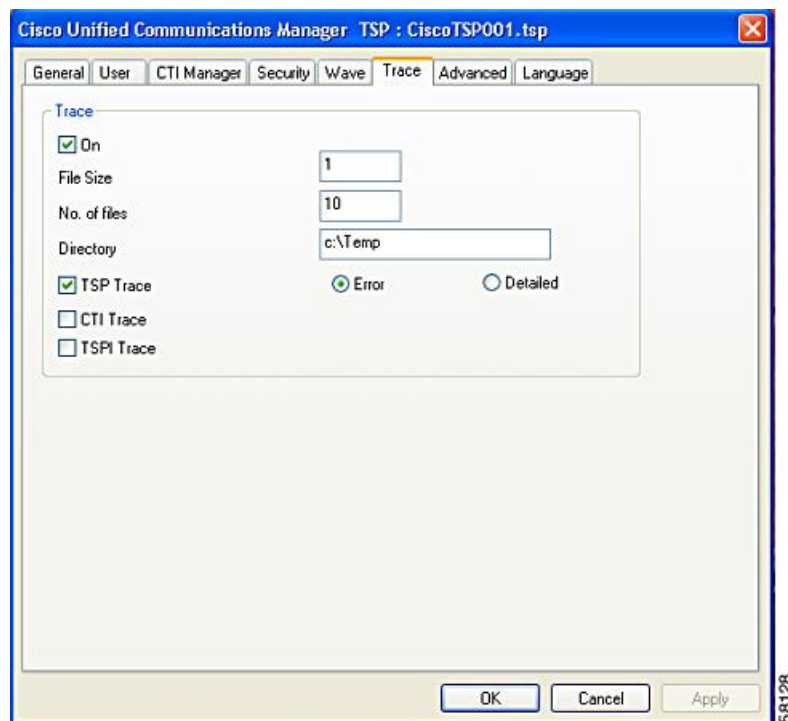 Cisco Unified Communications Manager TSP : CiscoTSP001.tsp
General User CTI Manager Security Wave Trace Advanced Language
Trace
On
File Size 1
No. of files 10
Directory c:\Temp
TSP Trace Error Detailed
CTI Trace
TSPI Trace
OK Cancel Apply